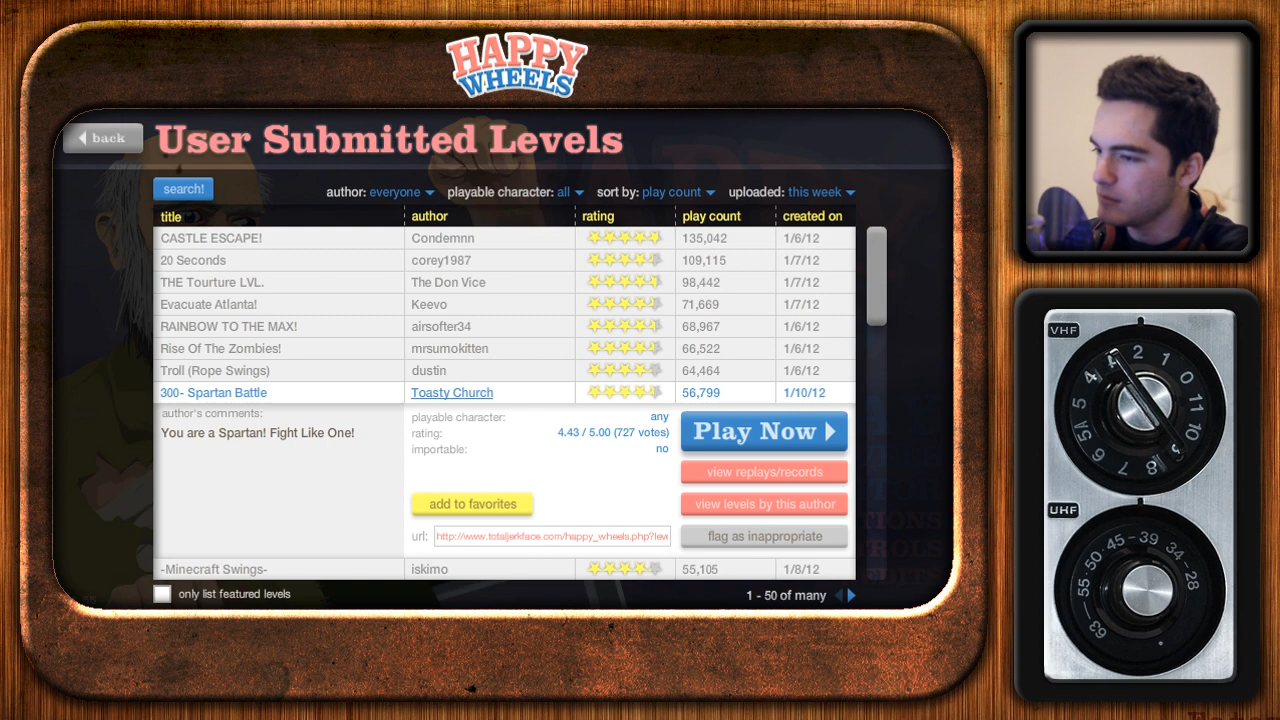 HAPPY
WHEELS
back
User Submitted Levels
search!
author: everyone playable character: all sort by: play count uploaded: this week
title author rating play count created on
CASTLE ESCAPE! Condemnn 135,042 1/6/12
20 Seconds corey1987 109,115 1/7/12
THE Tourture LVL. The Don Vice 98,442 1/7/12
Evacuate Atlanta! Keevo 71,669 1/7/12
RAINBOW TO THE MAX! airsofter34 68,967 1/6/12
Rise Of The Zombies! mrsumokitten 66,522 1/6/12
Troll (Rope Swings) dustin 64,464 1/6/12
300- Spartan Battle Toasty Church 56,799 1/10/12
author's comments:
You are a Spartan! Fight Like One!
playable character: any
rating: 4.43 / 5.00 (727 votes)
importable: no
add to favorites
url: http://www.totaljerkface.com/happy_wheels.php?leve
Play Now
view replays/records
view levels by this author
flag as inappropriate
-Minecraft Swings- iskimo 55,105 1/8/12
only list featured levels
1 - 50 of many
VHF
2 1 0 11 10 8 7 6 5A 5 4
UHF
63 55 50 45 39 34 28